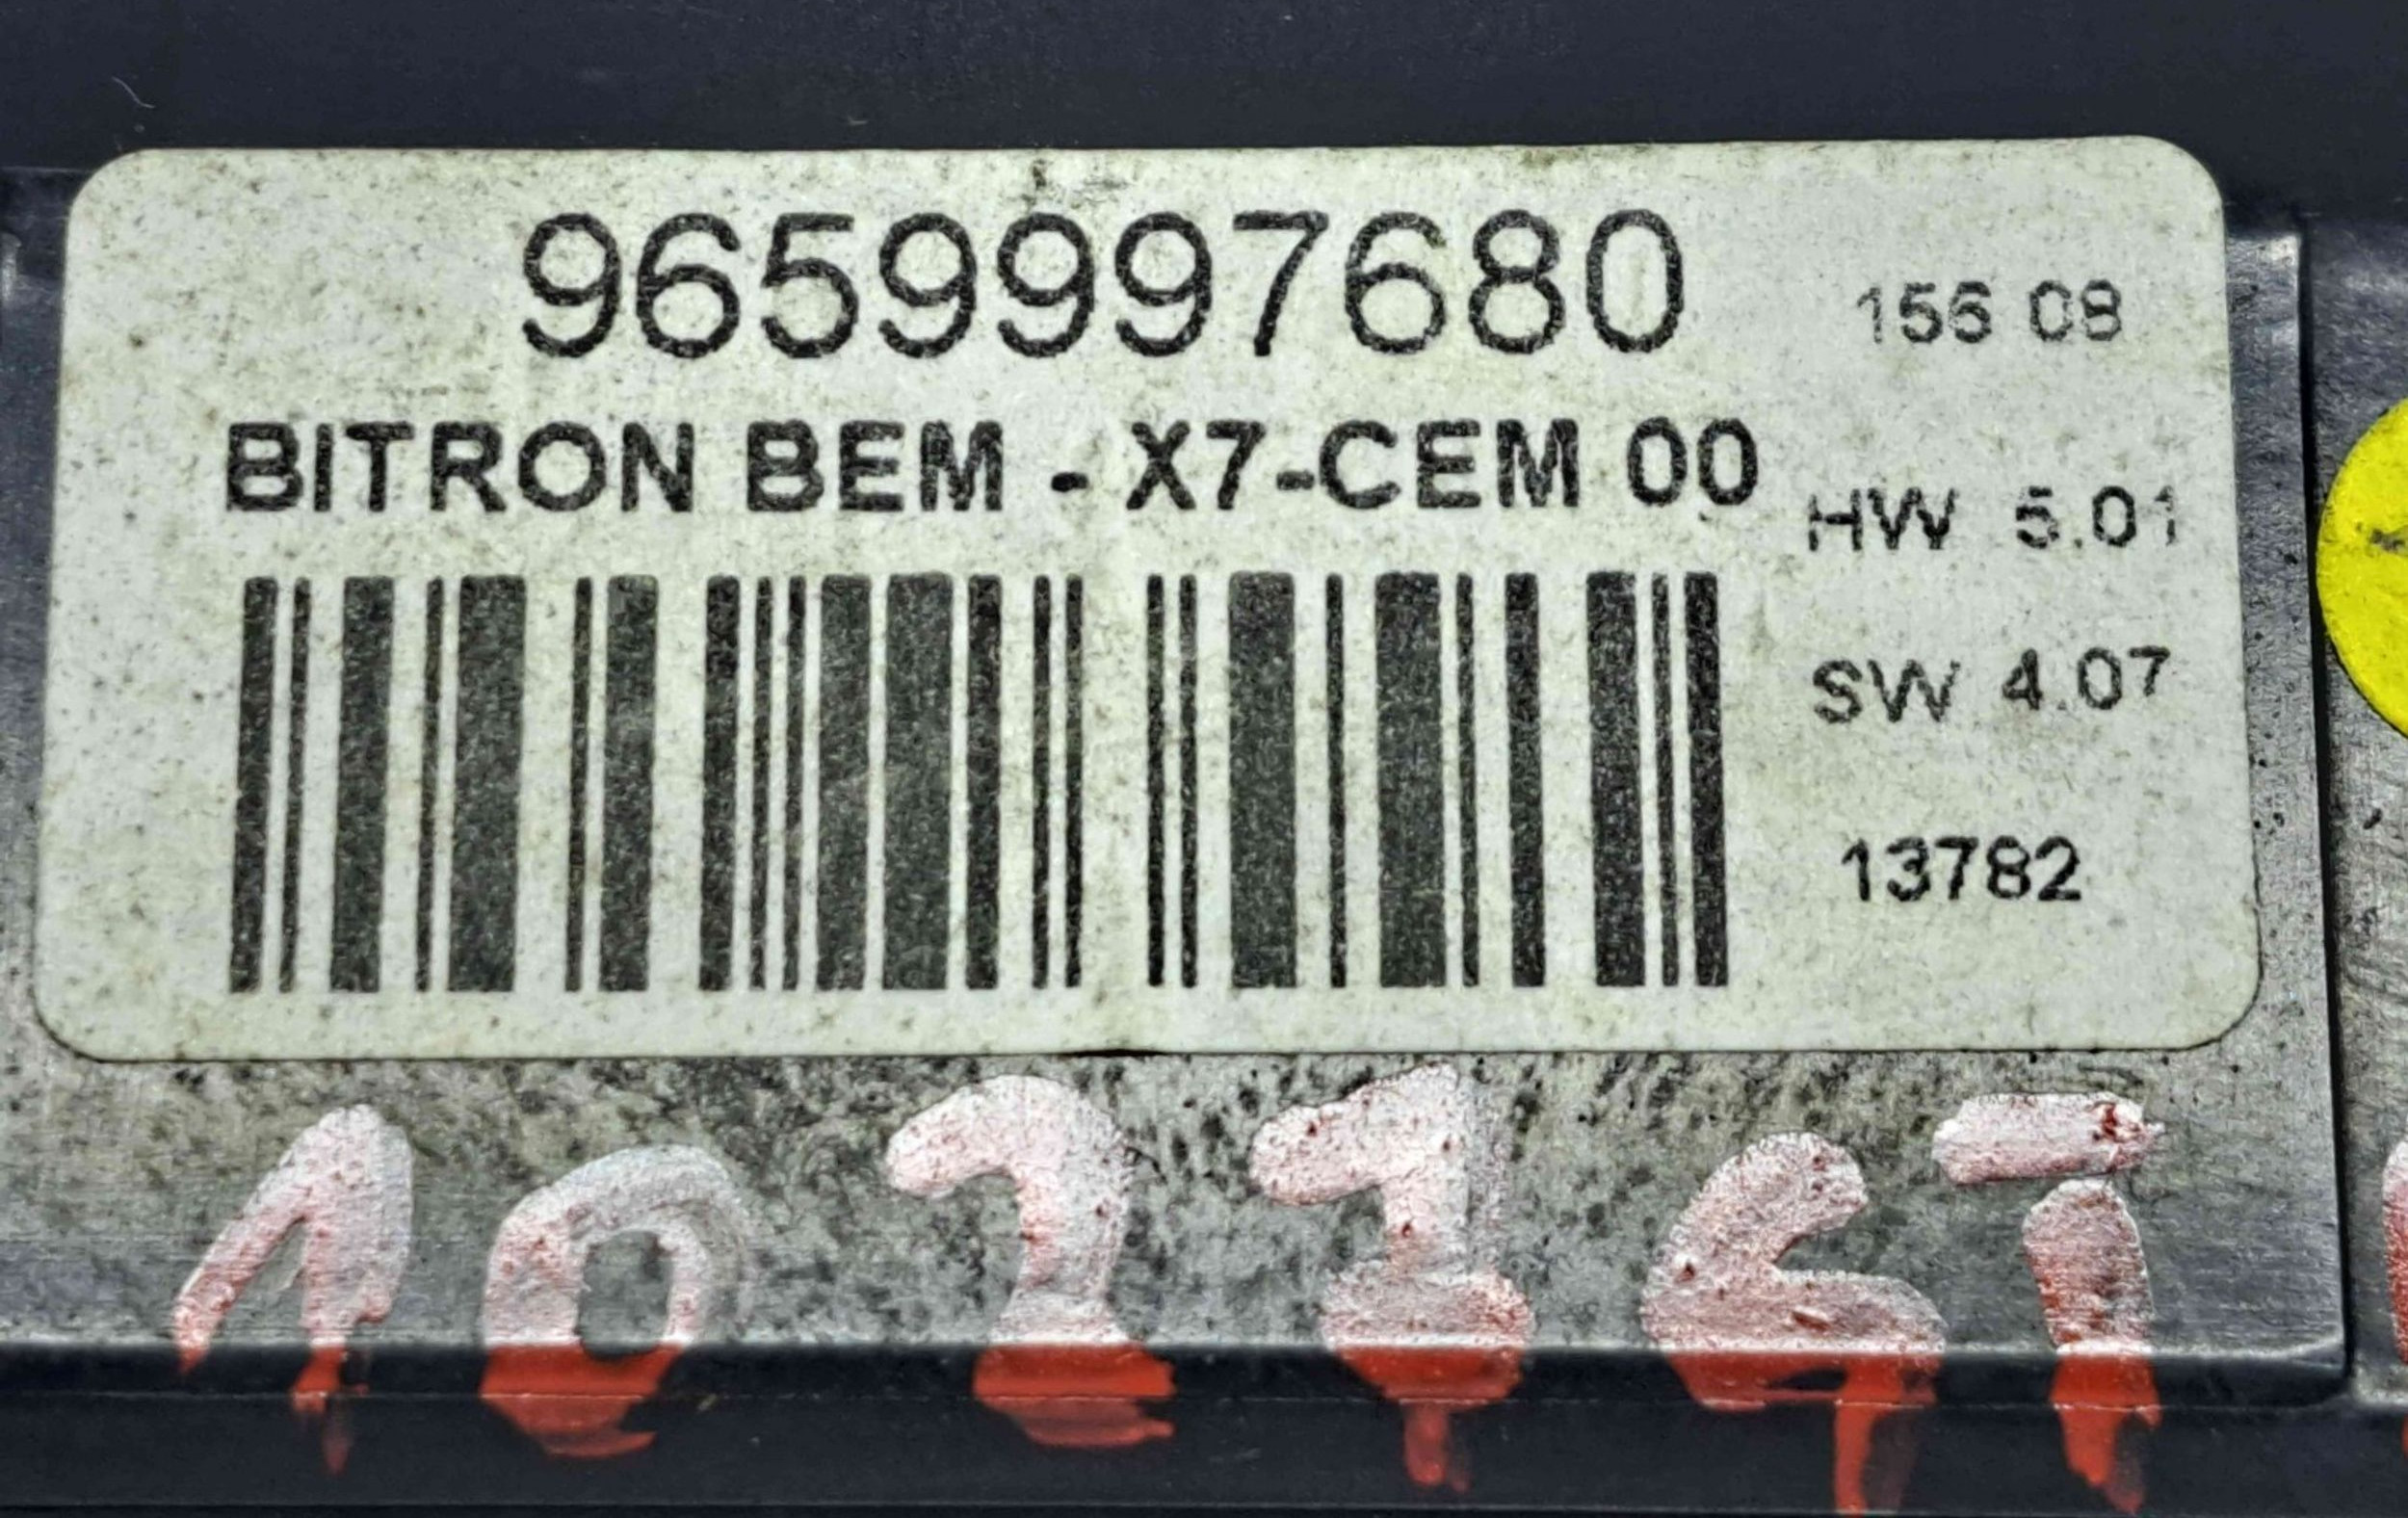 9659997680
156 08
BITRON BEM - X7-CEM 00
HW 5.01
SW 4.07
13782